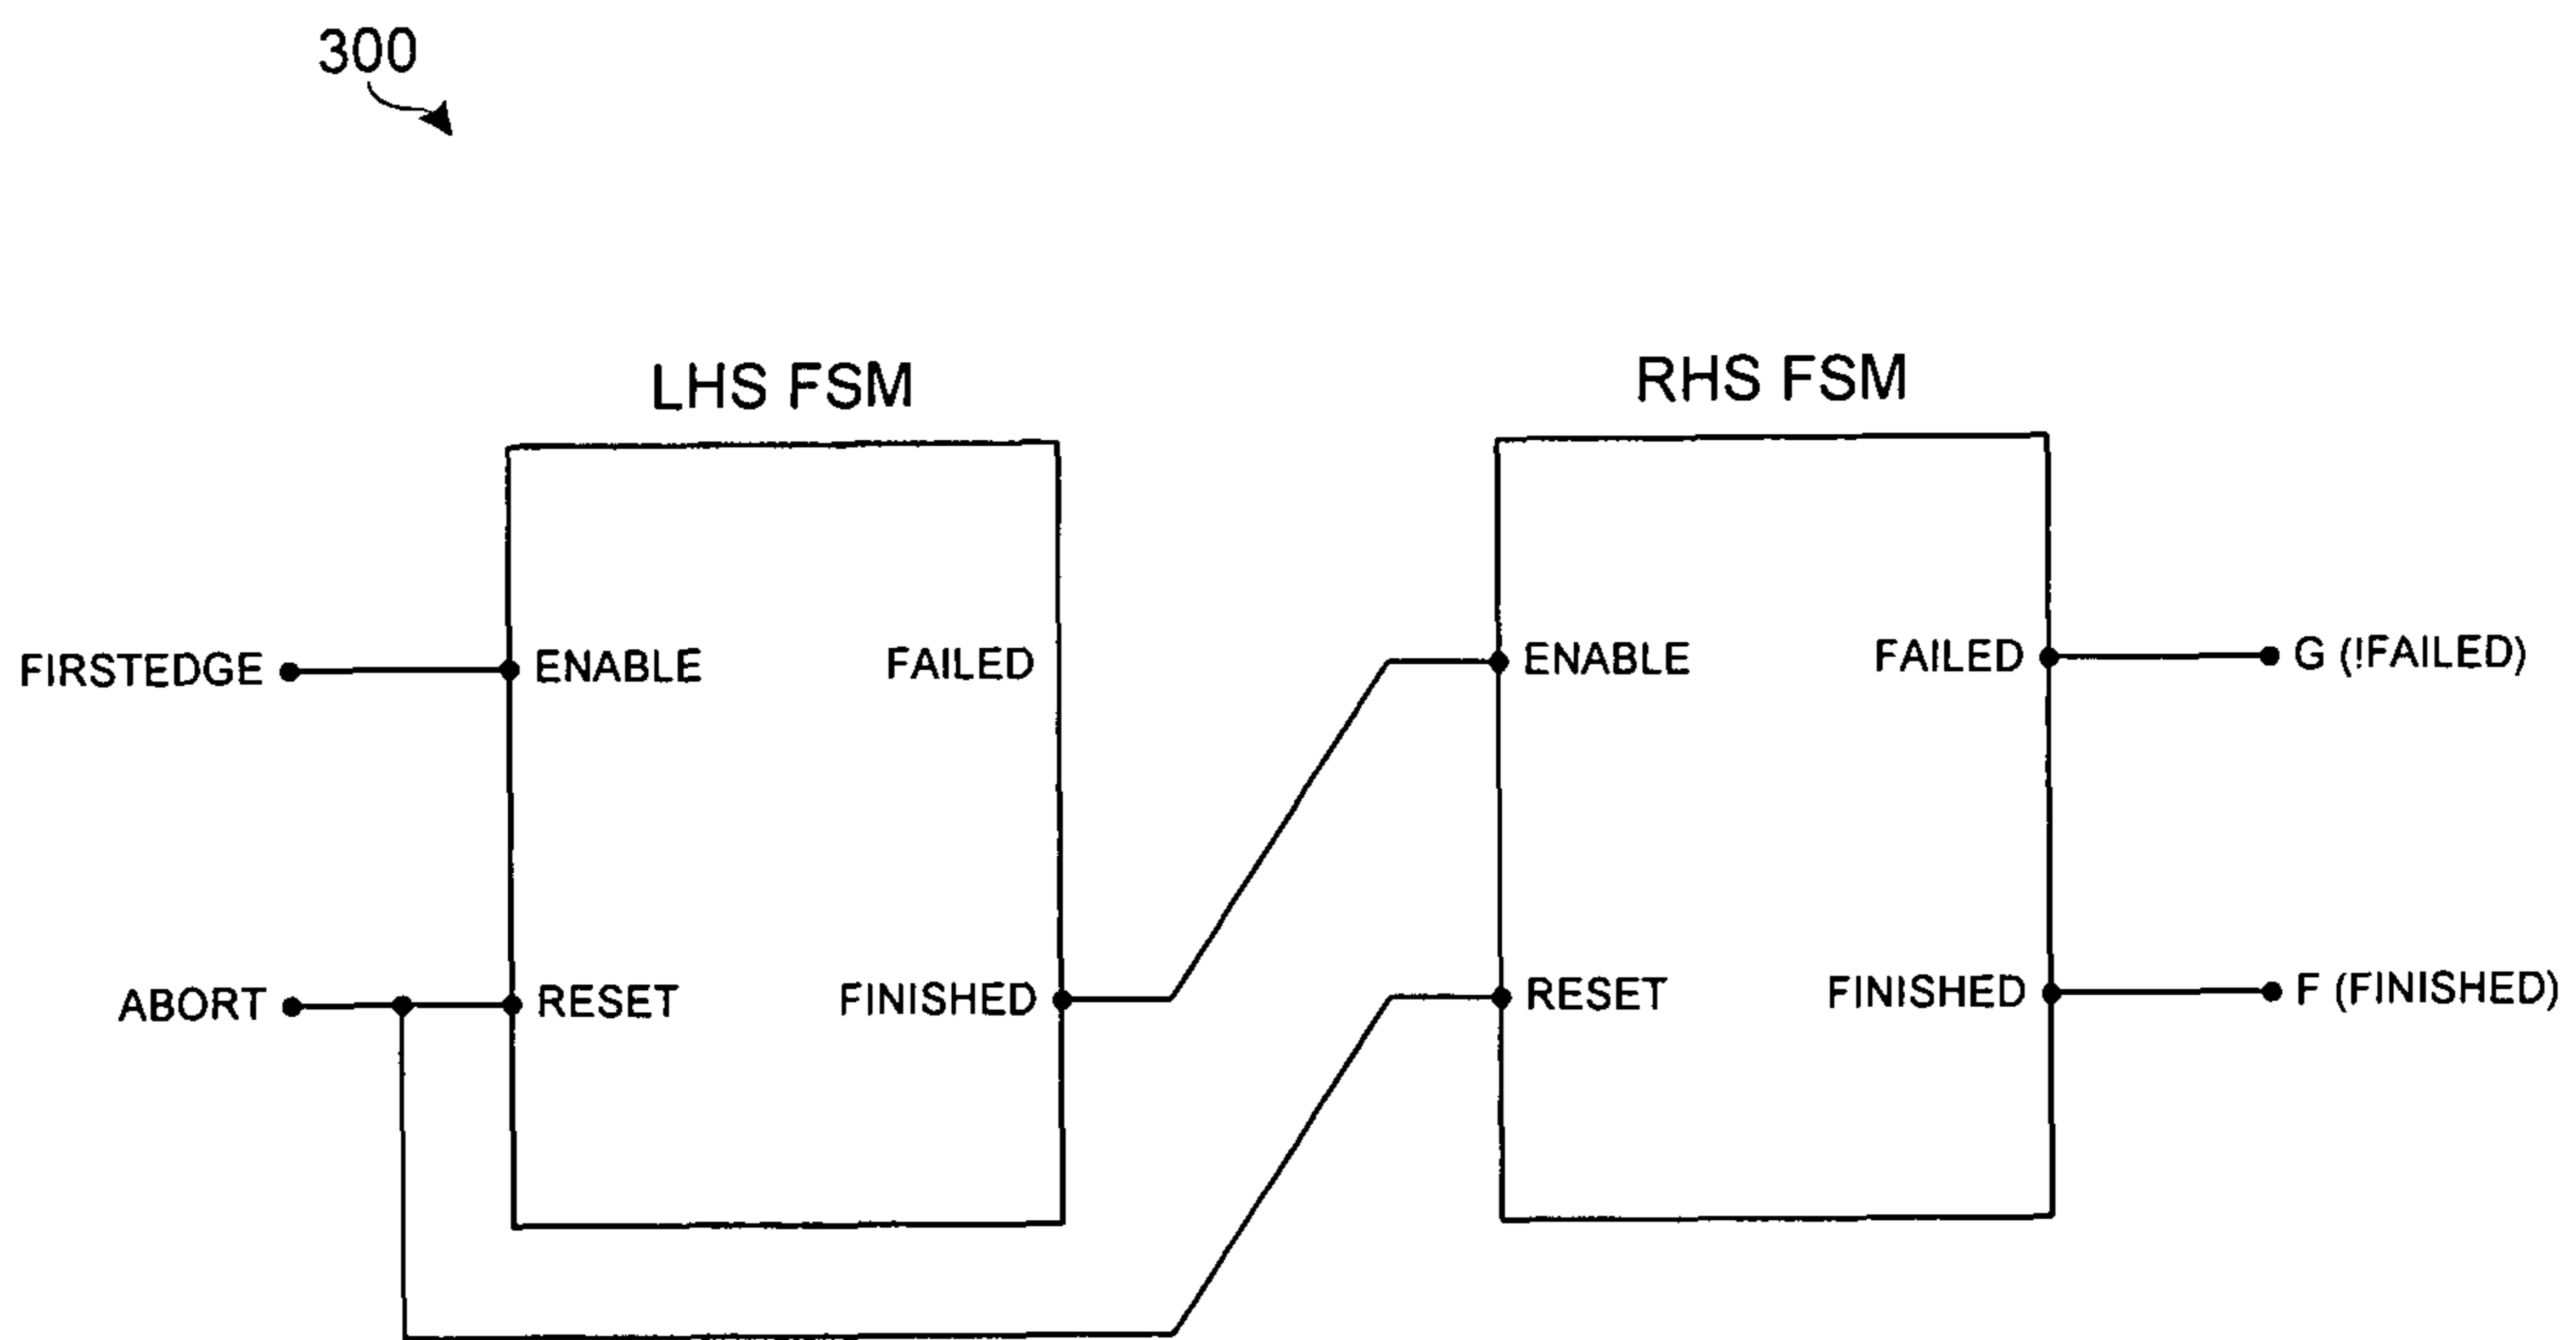 300
LHS FSM
RHS FSM
FIRSTEDGE
ENABLE
FAILED
ENABLE
FAILED
G (!FAILED)
ABORT
RESET
FINISHED
RESET
FINISHED
F (FINISHED)